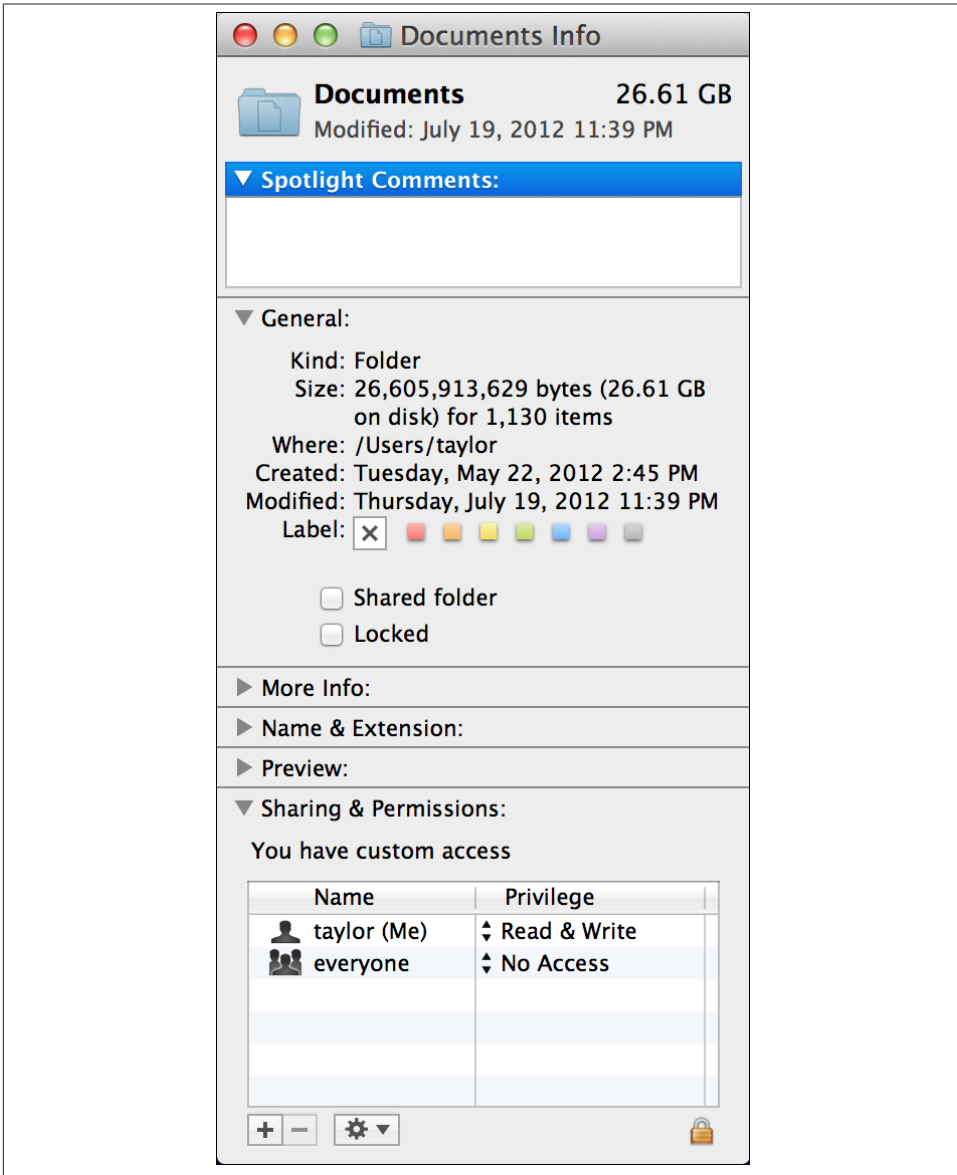 Documents Info
Documents 26.61 GB
Modified: July 19, 2012 11:39 PM
Spotlight Comments:
General:
Kind: Folder
Size: 26,605,913,629 bytes (26.61 GB
on disk) for 1,130 items
Where: /Users/taylor
Created: Tuesday, May 22, 2012 2:45 PM
Modified: Thursday, July 19, 2012 11:39 PM
Label:
Shared folder
Locked
More Info:
Name & Extension:
Preview:
Sharing & Permissions:
You have custom access
Name Privilege
taylor (Me) Read & Write
everyone No Access